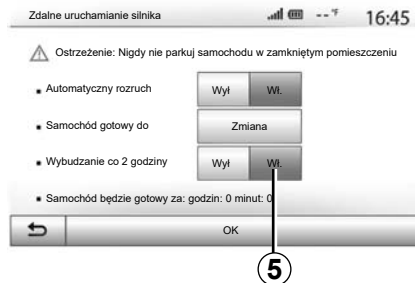 Zdalne uruchamianie silnika --°F 16:45
Ostrzeżenie: Nigdy nie parkuj samochodu w zamkniętym pomieszczeniu
Automatyczny rozruch Wył Wł.
Samochód gotowy do Zmiana
Wybudzanie co 2 godziny Wył Wł.
Samochód będzie gotowy za: godzin: 0 minut: 0
OK
5